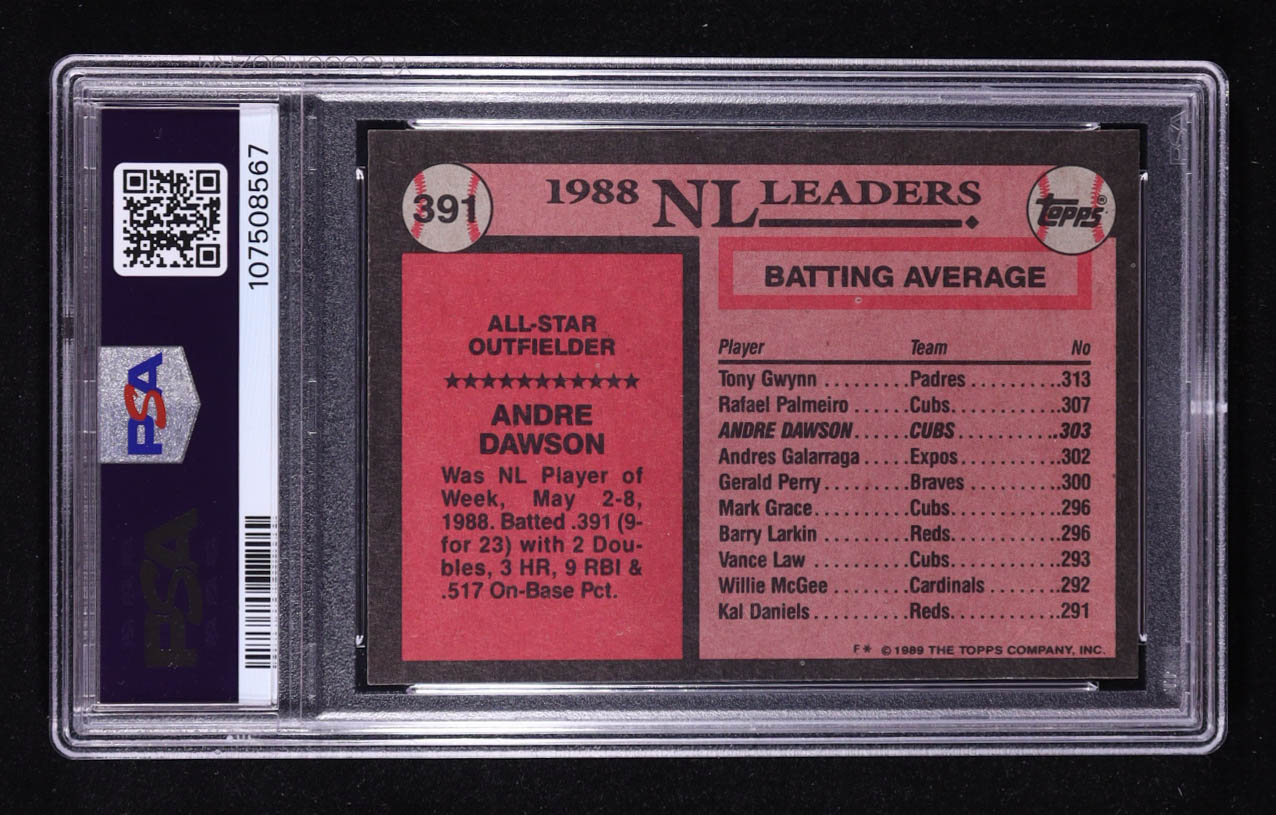 107508567
PSA
PSA
391
1988 NL LEADERS
topps®
BATTING AVERAGE
ALL-STAR
OUTFIELDER
★★★★★★★★★★★
ANDRE
DAWSON
Was NL Player of
Week, May 2-8,
1988. Batted .391 (9-
for 23) with 2 Dou-
bles, 3 HR, 9 RBI &
.517 On-Base Pct.
Player Team No
Tony Gwynn . . . . . . . . . Padres . . . . . . . . . .313
Rafael Palmeiro . . . . . . Cubs. . . . . . . . . . . .307
ANDRE DAWSON. . . . . . CUBS . . . . . . . . . . .303
Andres Galarraga . . . . . Expos . . . . . . . . . . .302
Gerald Perry . . . . . . . . . Braves . . . . . . . . . .300
Mark Grace. . . . . . . . . . Cubs. . . . . . . . . . . .296
Barry Larkin . . . . . . . . . Reds. . . . . . . . . . . .296
Vance Law . . . . . . . . . . Cubs. . . . . . . . . . . .293
Willie McGee . . . . . . . . Cardinals . . . . . . . .292
Kal Daniels . . . . . . . . . . Reds. . . . . . . . . . . .291
F* © 1989 THE TOPPS COMPANY, INC.